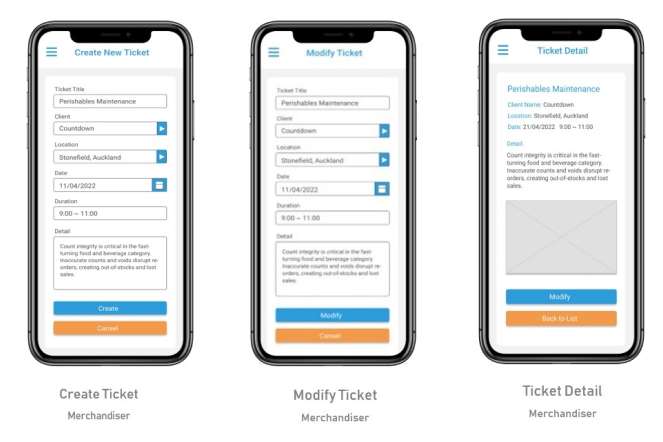 Create New Ticket
Ticket Title
Perishables Maintenance
Client
Countdown
Location
Stonefield, Auckland
Date
11/04/2022
Duration
9:00 ~ 11:00
Detail
Count integrity is critical in the fast-
turning food and beverage category.
Inaccurate counts and voids disrupt re-
orders, creating out-of-stocks and lost
sales.
Create
Cansel
Create Ticket
Merchandiser
Modify Ticket
Ticket Title
Perishables Maintenance
Client
Countdown
Location
Stonefield, Auckland
Date
11/04/2022
Duration
9:00 ~ 11:00
Detail
Count integrity is critical in the fast-
turning food and beverage category.
Inaccurate counts and voids disrupt re-
orders, creating out-of-stocks and lost
sales.
Modify
Cansel
Modify Ticket
Merchandiser
Ticket Detail
Perishables Maintenance
Client Name: Countdown
Location: Stonefield, Auckland
Date: 21/04/2022 9:00 ~ 11:00
Detail
Count integrity is critical in the fast-
turning food and beverage category.
Inaccurate counts and voids disrupt re-
orders, creating out-of-stocks and lost
sales.
Modify
Back to List
Ticket Detail
Merchandiser